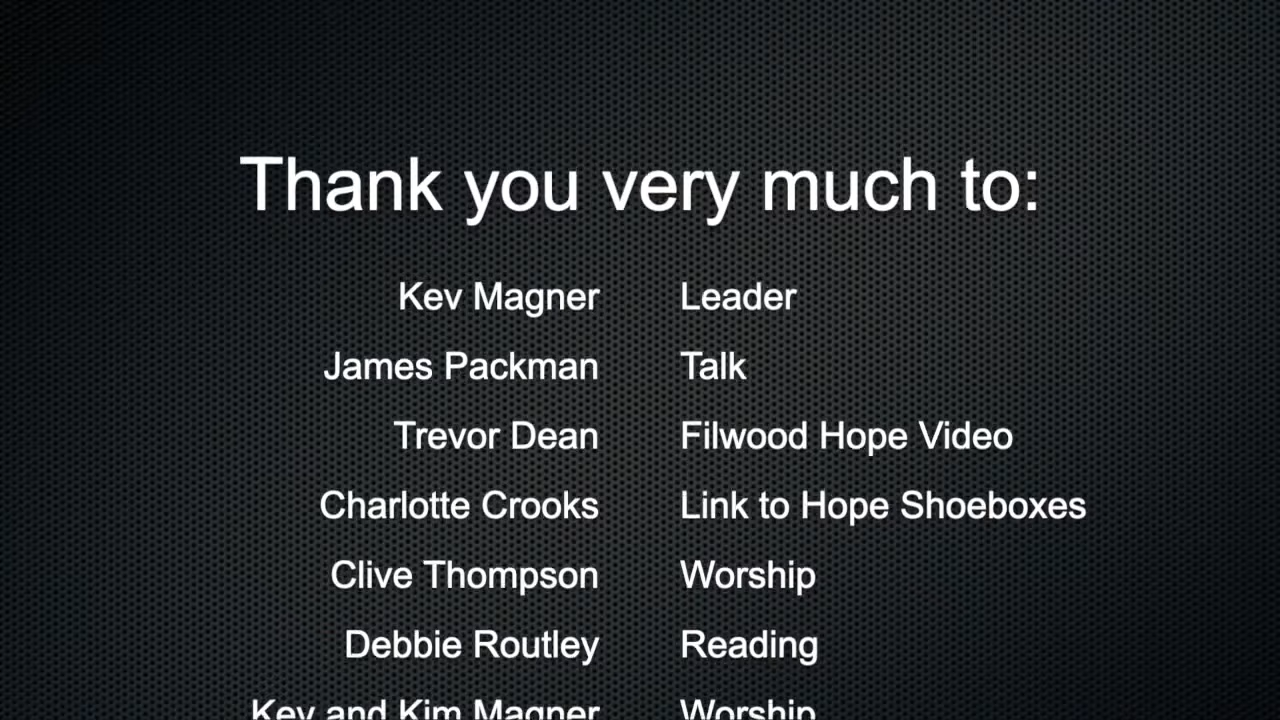 Thank you very much to:
Kev Magner Leader
James Packman Talk
Trevor Dean Filwood Hope Video
Charlotte Crooks Link to Hope Shoeboxes
Clive Thompson Worship
Debbie Routley Reading
Kev and Kim Magner Worship